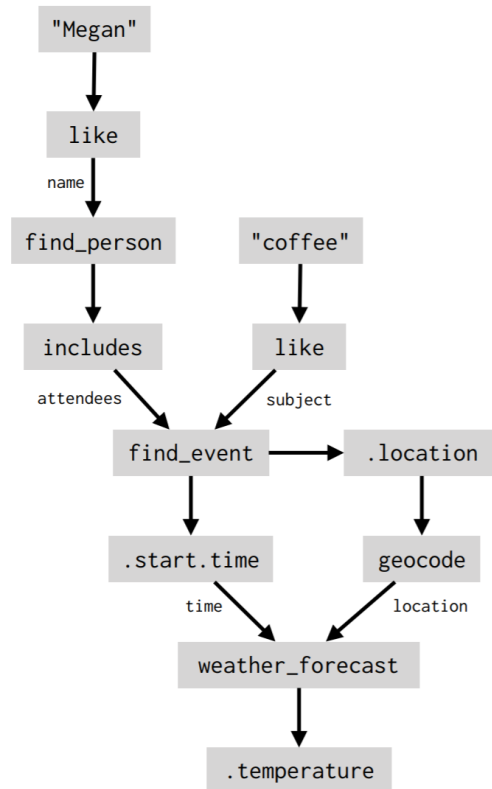 "Megan"
like
name
find_person
"coffee"
includes
like
attendees
subject
find_event
.location
.start.time
geocode
time
location
weather_forecast
.temperature